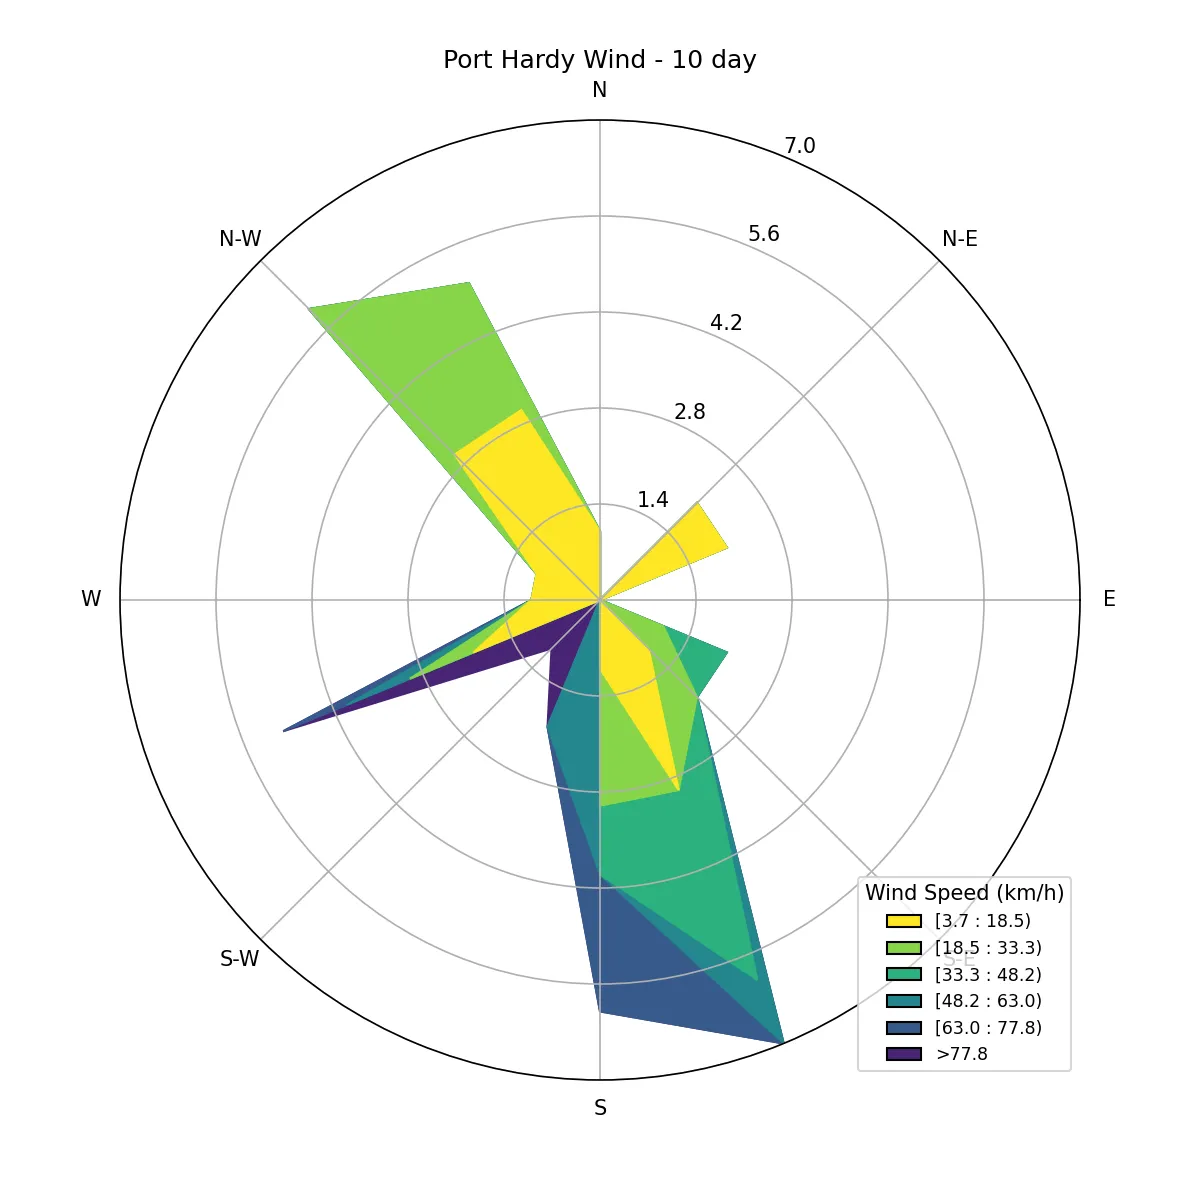 Port Hardy Wind - 10 day
N
7.0
N-W
5.6
N-E
4.2
2.8
1.4
W
E
S-W
S-E
S
Wind Speed (km/h)
[3.7 : 18.5)
[18.5 : 33.3)
[33.3 : 48.2)
[48.2 : 63.0)
[63.0 : 77.8)
>77.8